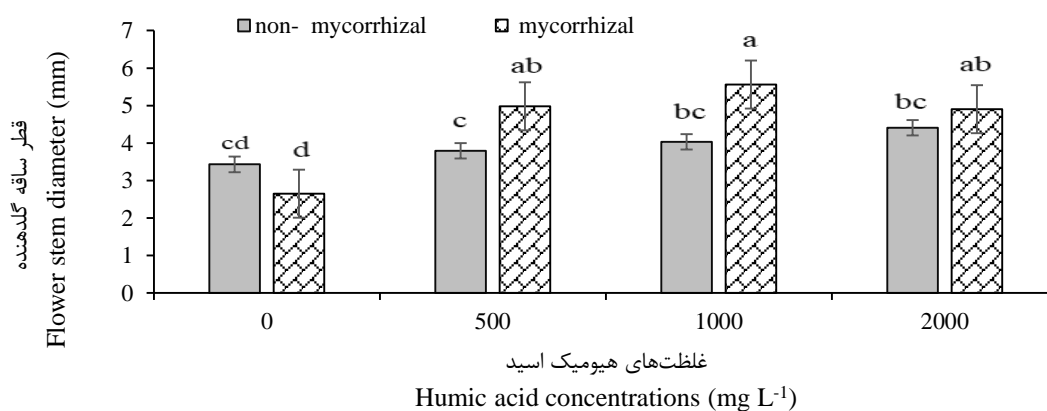 non- mycorrhizal
mycorrhizal
قطر ساقه گلدهنده
Flower stem diameter (mm)
7
6
5
4
3
2
1
0
cd
d
c
ab
bc
a
bc
ab
0
500
1000
2000
غلظت‌های هیومیک اسید
Humic acid concentrations (mg L-1)